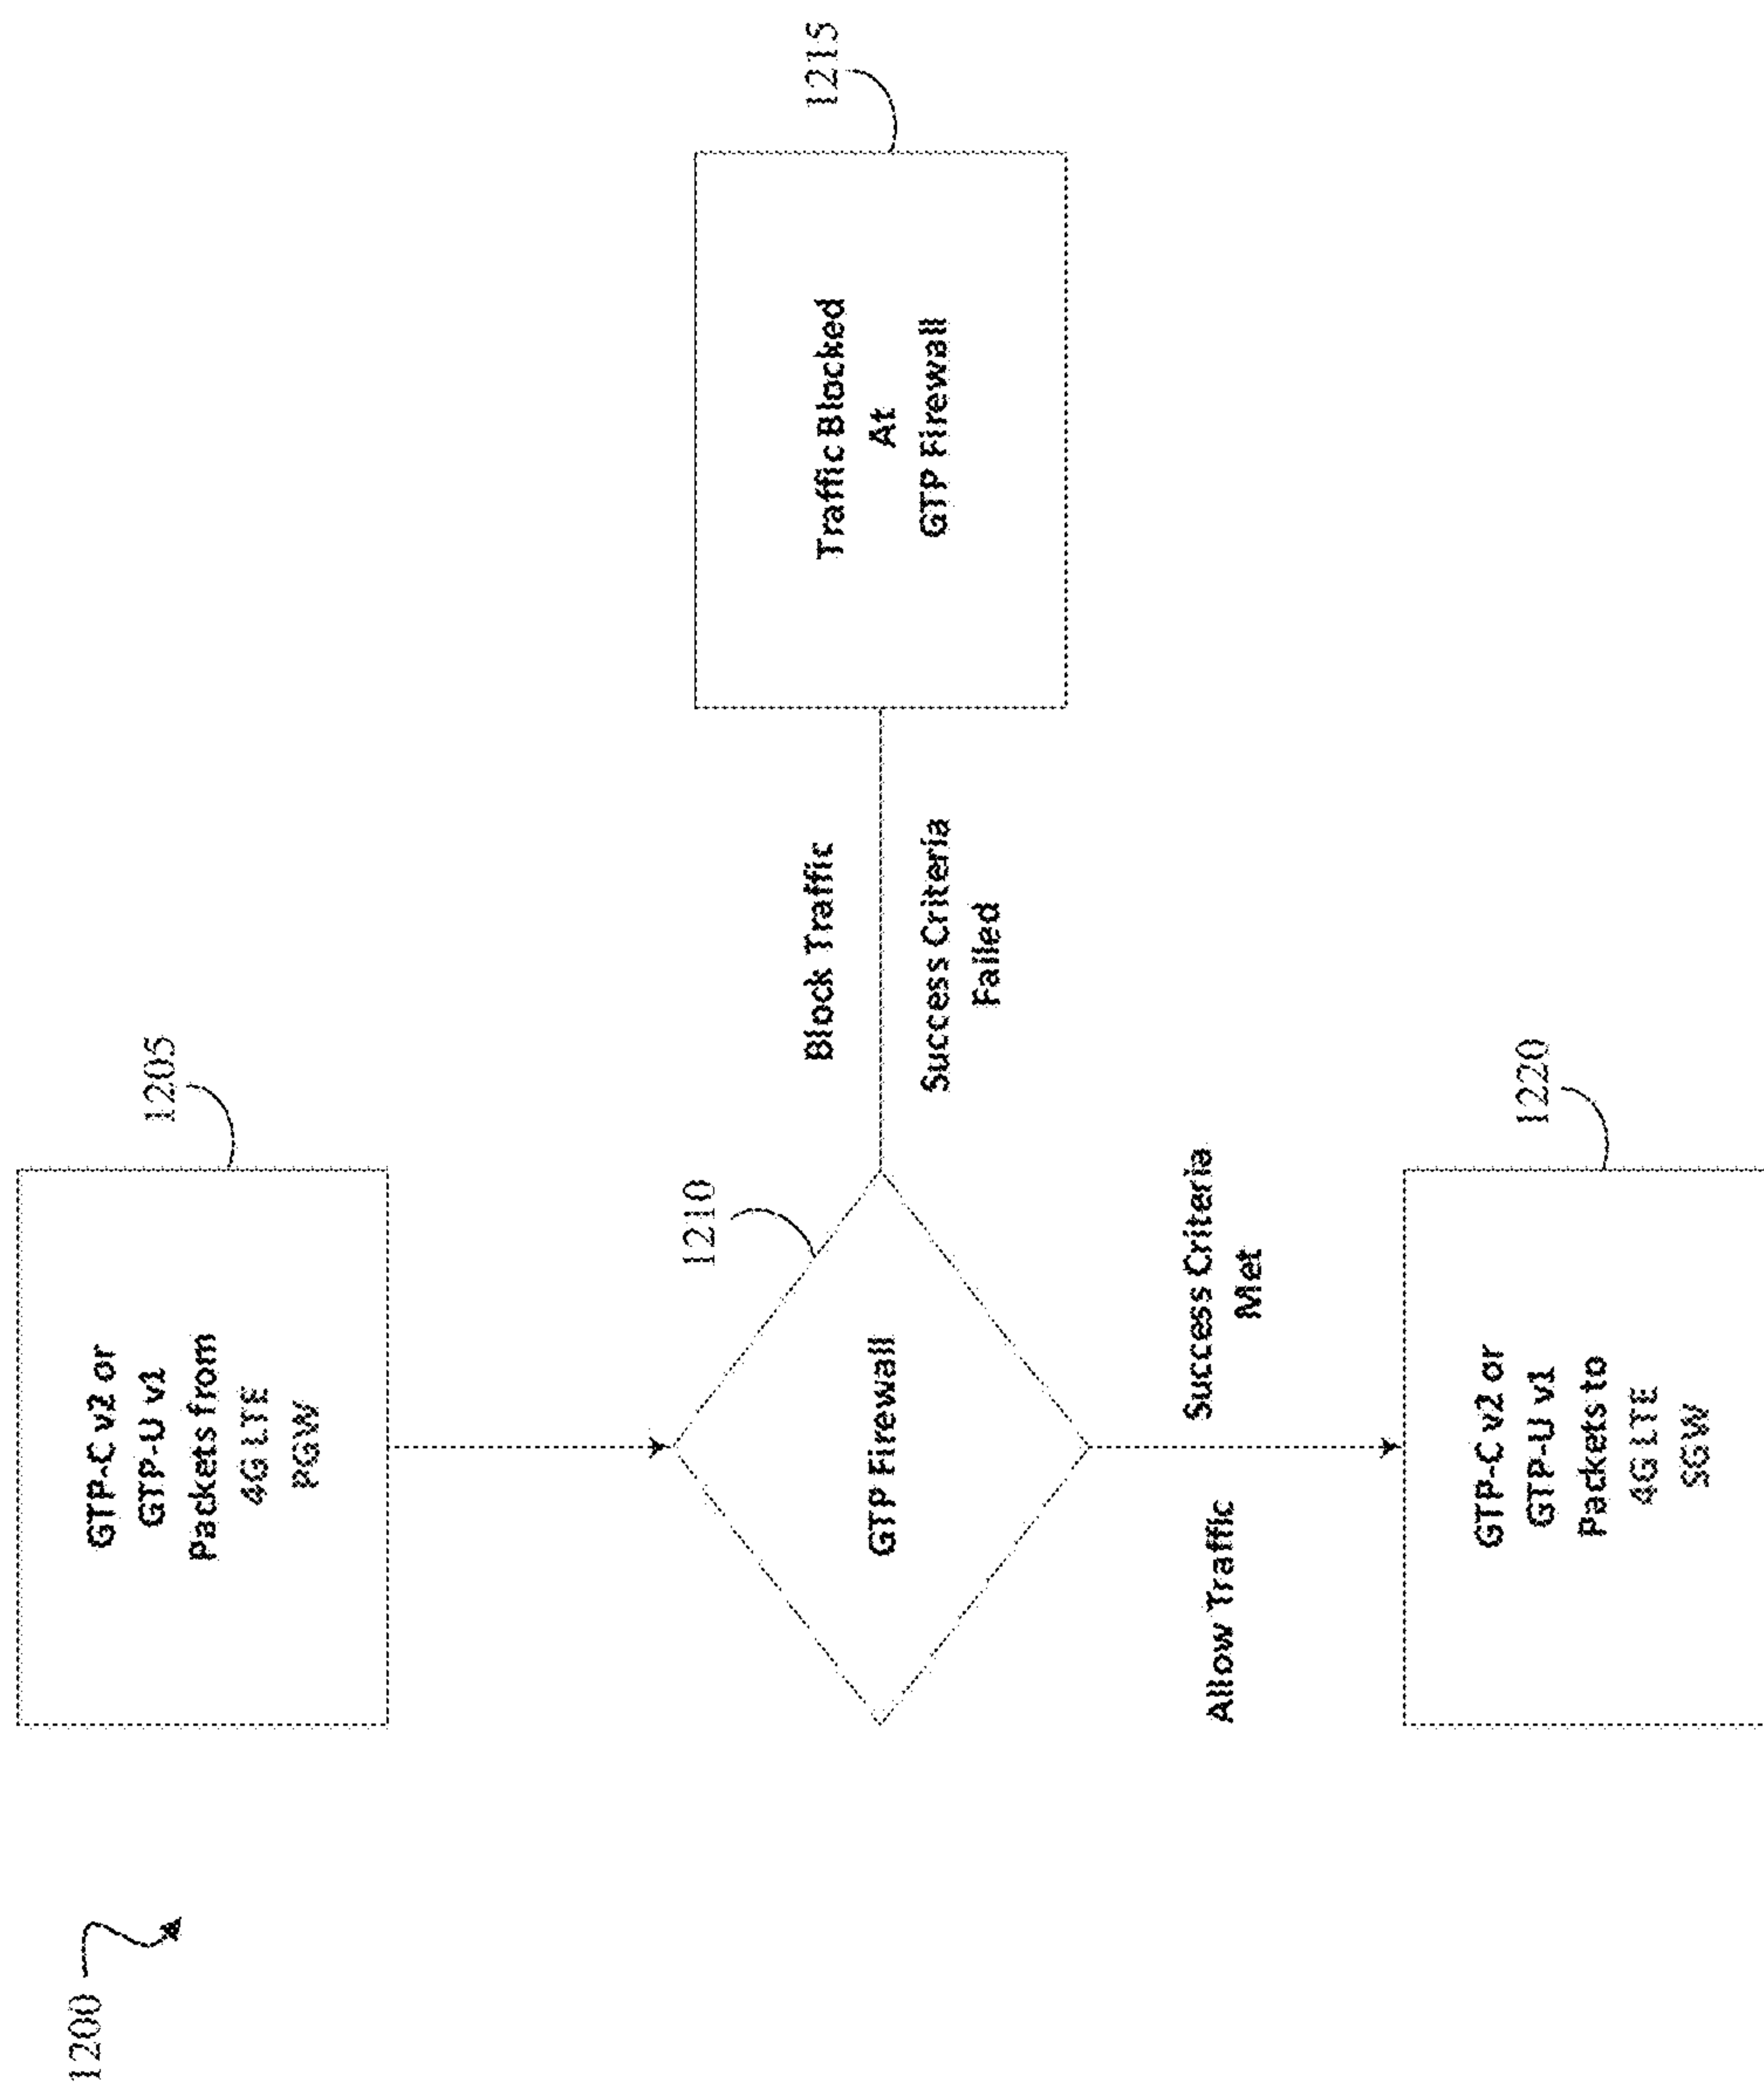 1200
1205
GTP-C v2 or
GTP-U v1
Packets from
4G LTE
PGW
1210
GTP Firewall
Block Traffic
Success Criteria
Failed
1215
Traffic Blocked
At
GTP Firewall
Allow Traffic
Success Criteria
Met
1220
GTP-C v2 or
GTP-U v1
Packets to
4G LTE
SGW